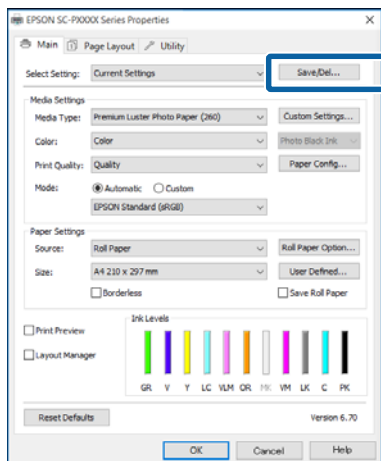 EPSON SC-PXXXX Series Properties
Main Page Layout Utility
Select Setting: Current Settings Save/Del...
Media Settings
Media Type: Premium Luster Photo Paper (260) Custom Settings...
Color: Color Photo Black Ink
Print Quality: Quality Paper Config...
Mode: Automatic Custom
EPSON Standard (sRGB)
Paper Settings
Source: Roll Paper Roll Paper Option...
Size: A4 210 x 297 mm User Defined...
Borderless Save Roll Paper
Ink Levels
Print Preview
Layout Manager
GR V Y LC VLM OR MK VM LK C PK
Reset Defaults Version 6.70
OK Cancel Help